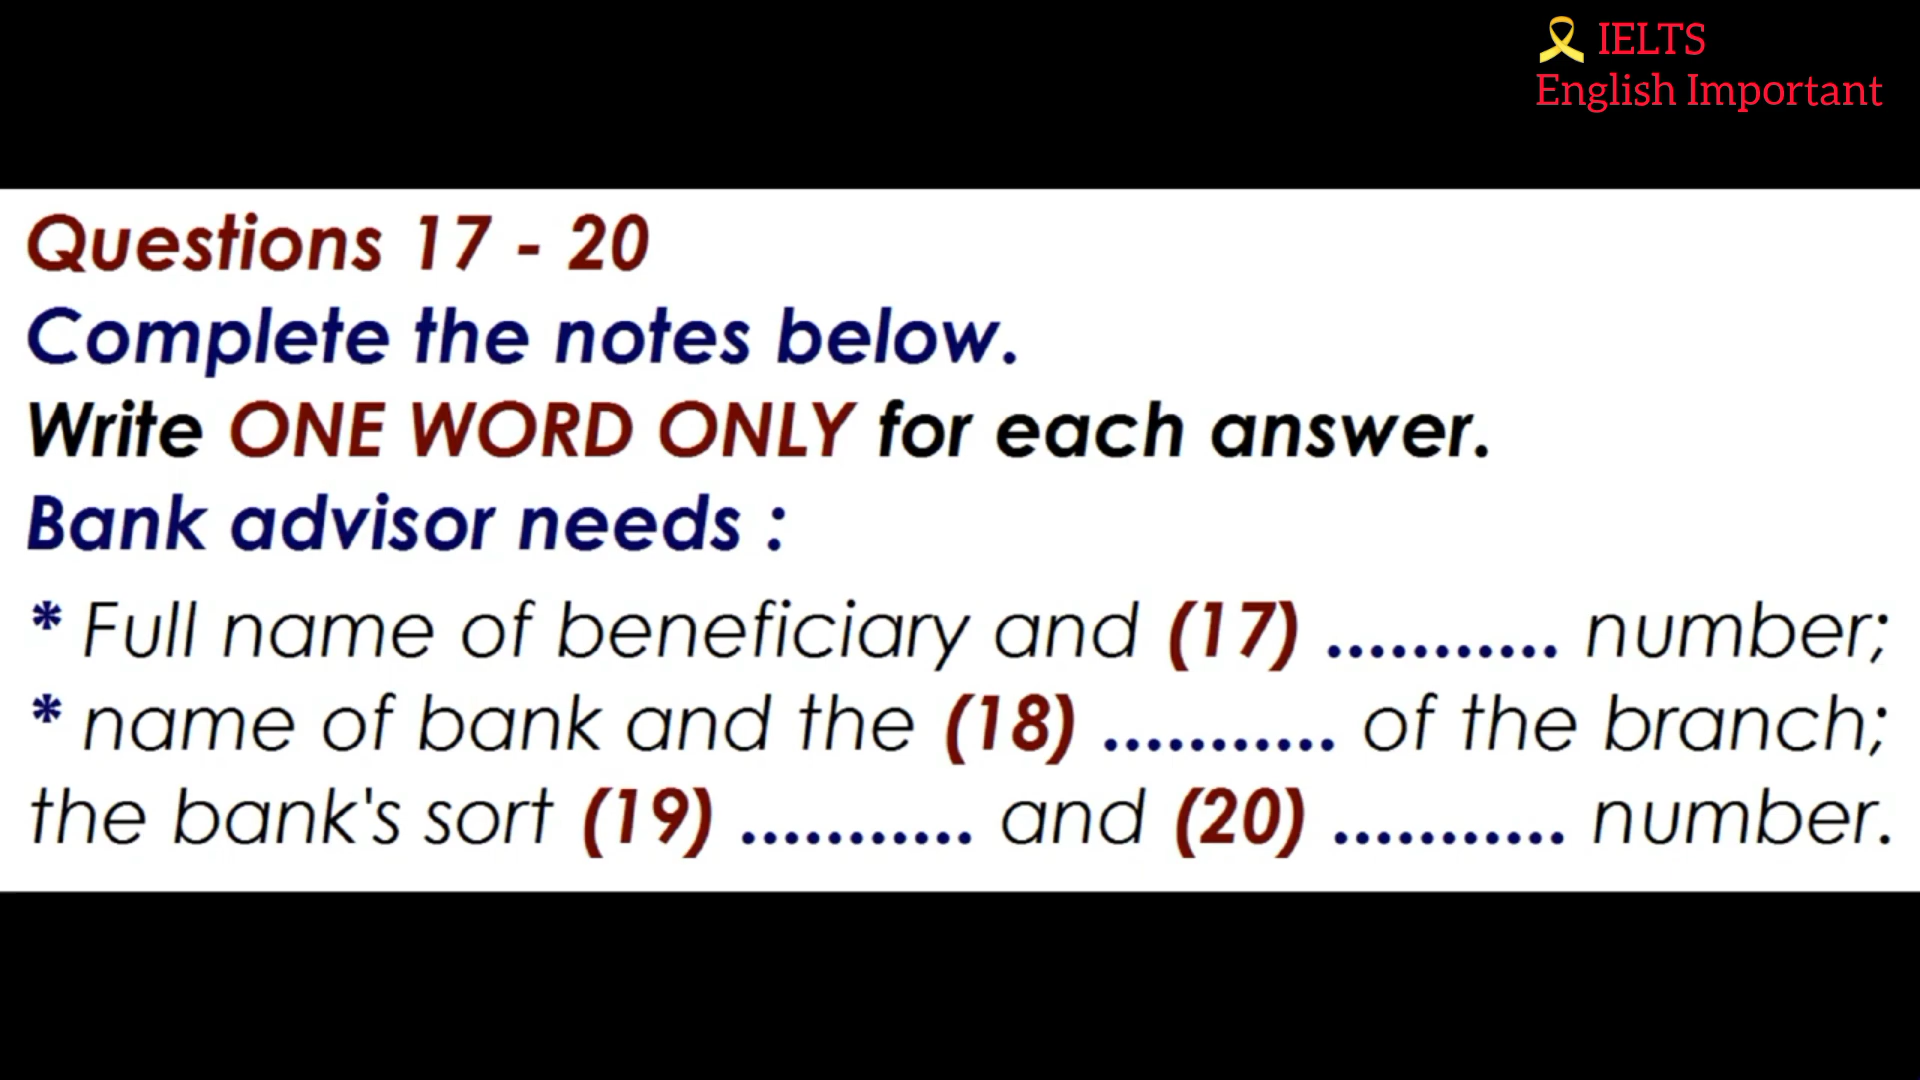 IELTS
English Important
Questions 17 - 20
Complete the notes below.
Write ONE WORD ONLY for each answer.
Bank advisor needs :
* Full name of beneficiary and (17) ........... number;
* name of bank and the (18) ........... of the branch;
the bank's sort (19) ........... and (20) ........... number.